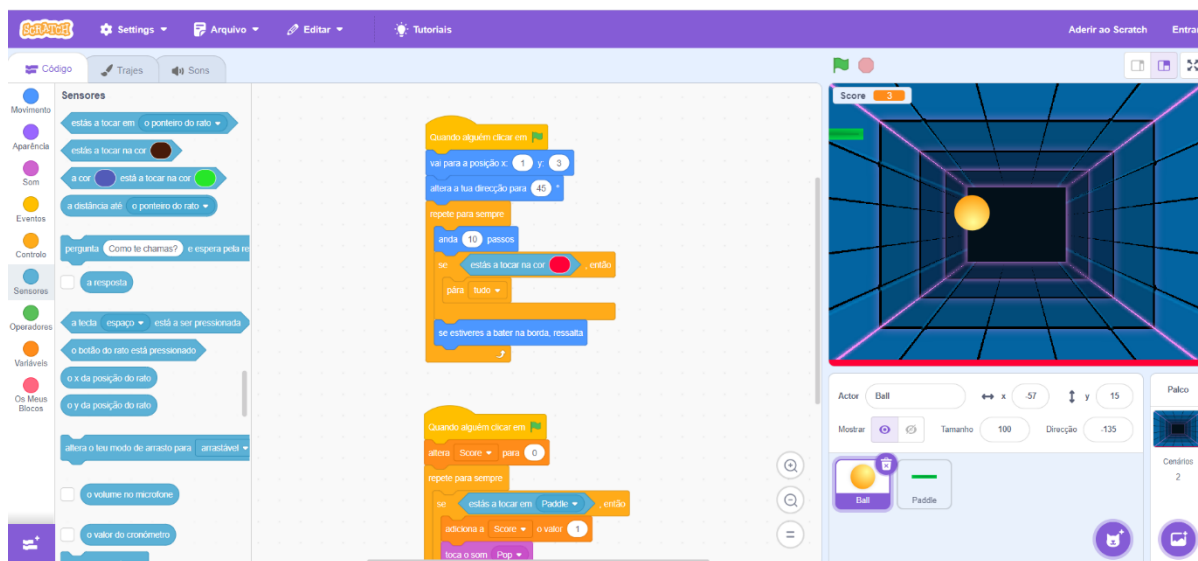 SCRATCH Settings Arquivo Editar Tutoriais Aderir ao Scratch Entrar
Código Trajes Sons
Movimento
Aparência
Som
Eventos
Controlo
Sensores
Operadores
Variáveis
Os Meus
Blocos
Sensores
estás a tocar em o ponteiro do rato
estás a tocar na cor
a cor está a tocar na cor
a distância até o ponteiro do rato
pergunta Como te chamas? e espera pela re
a resposta
a tecla espaço está a ser pressionada
o botão do rato está pressionado
o x da posição do rato
o y da posição do rato
altera o teu modo de arrasto para arrastável
o volume no microfone
o valor do cronómetro
Quando alguém clicar em
vai para a posição x: 1 y: 3
altera a tua direcção para 45 °
repete para sempre
anda 10 passos
se estás a tocar na cor , então
pára tudo
se estiveres a bater na borda, ressalta
Quando alguém clicar em
altera Score para 0
repete para sempre
se estás a tocar em Paddle , então
adiciona a Score o valor 1
toca o som Pop
Score 3
Actor Ball x -57 y 15
Mostrar Tamanho 100 Direcção -135
Ball Paddle
Palco
Cenários
2